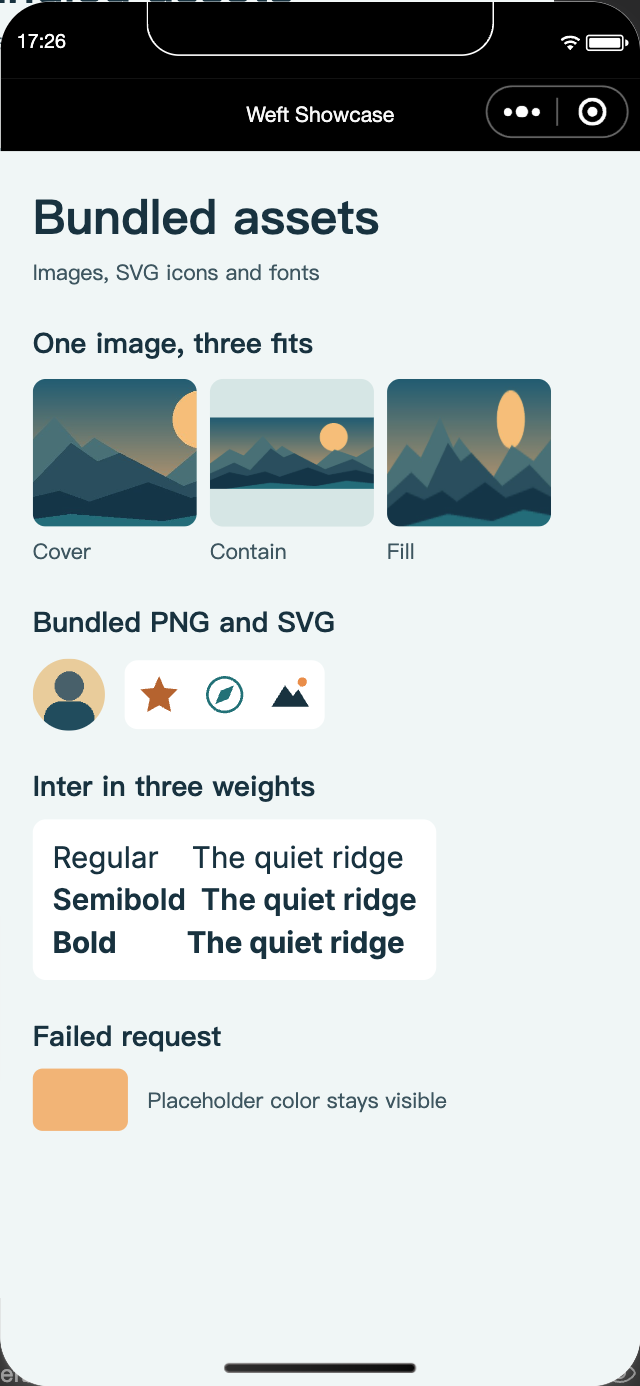 17:26
Weft Showcase
Bundled assets
Images, SVG icons and fonts
One image, three fits
Cover Contain Fill
Bundled PNG and SVG
Inter in three weights
Regular The quiet ridge
Semibold The quiet ridge
Bold The quiet ridge
Failed request
Placeholder color stays visible